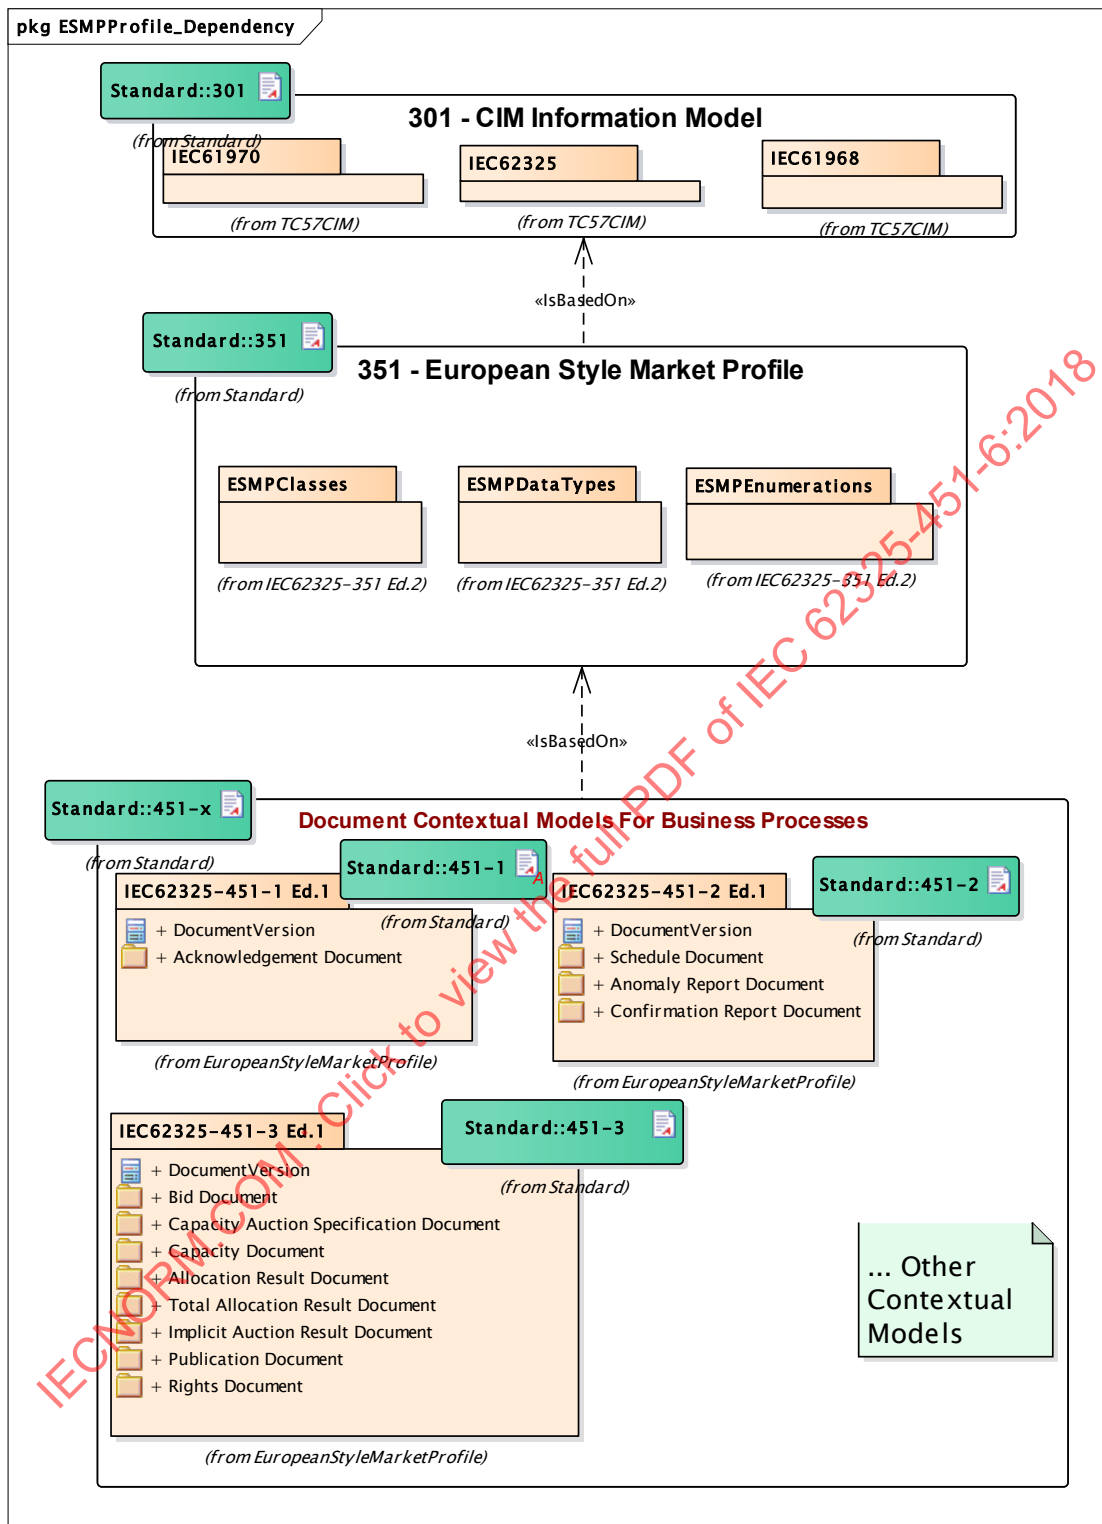 pkg ESMPProfile_Dependency
Standard::301
(from Standard)
301 - CIM Information Model
IEC61970
(from TC57CIM)
IEC62325
(from TC57CIM)
IEC61968
(from TC57CIM)
«IsBasedOn»
Standard::351
(from Standard)
351 - European Style Market Profile
ESMPClasses
(from IEC62325-351 Ed.2)
ESMPDataTypes
(from IEC62325-351 Ed.2)
ESMPEnumerations
(from IEC62325-351 Ed.2)
«IsBasedOn»
Standard::451-x
(from Standard)
Document Contextual Models For Business Processes
Standard::451-1
(from Standard)
IEC62325-451-1 Ed.1
+ DocumentVersion
+ Acknowledgement Document
(from EuropeanStyleMarketProfile)
IEC62325-451-2 Ed.1
Standard::451-2
(from Standard)
+ DocumentVersion
+ Schedule Document
+ Anomaly Report Document
+ Confirmation Report Document
(from EuropeanStyleMarketProfile)
IEC62325-451-3 Ed.1
Standard::451-3
(from Standard)
+ DocumentVersion
+ Bid Document
+ Capacity Auction Specification Document
+ Capacity Document
+ Allocation Result Document
+ Total Allocation Result Document
+ Implicit Auction Result Document
+ Publication Document
+ Rights Document
(from EuropeanStyleMarketProfile)
... Other
Contextual
Models
IECNORM.COM : Click to view the full PDF of IEC 62325-451-6:2018